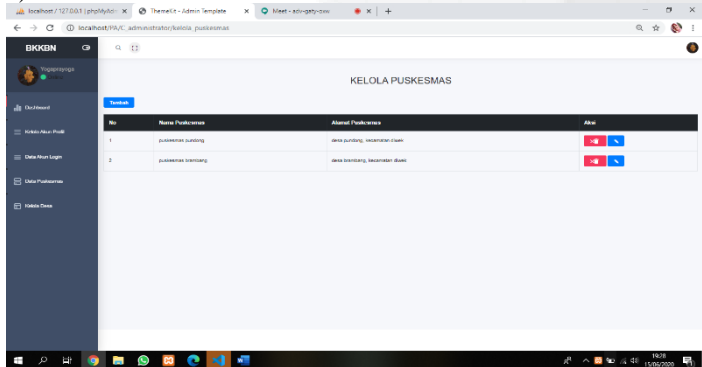 localhost / 127.0.0.1 | phpMyAdm
ThemeKit - Admin Template
Meet - adv-gaty-oxv
localhost/PA/C_administrator/kelola_puskesmas
BKKBN
Yogaprayoga
KELOLA PUSKESMAS
Tambah
No Nama Puskesmas Alamat Puskesmas Aksi
1 puskesmas pundong desa pundong, kecamatan diwek
2 puskesmas brambang desa brambang, kecamatan diwek
Dashboard
Kelola Akun Profil
Data Akun Login
Data Puskesmas
Kelola Desa
19:28
15/06/2020